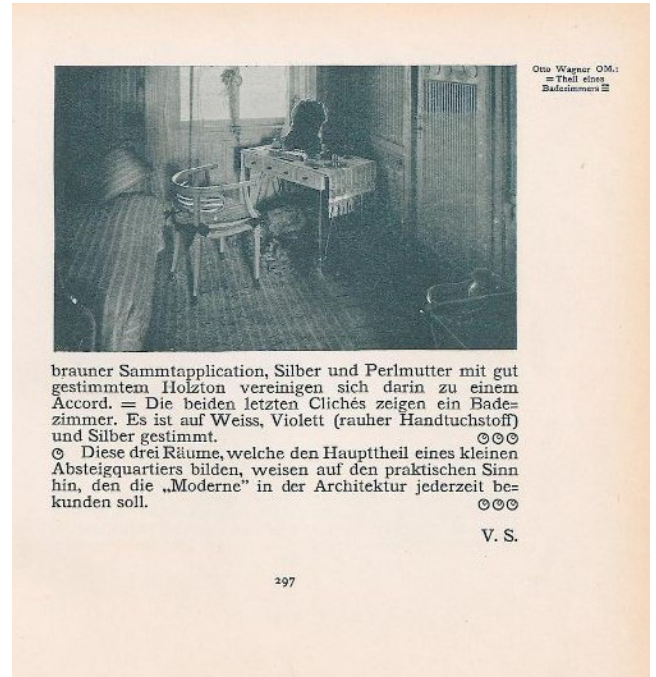 Otto Wagner OM.:
= Theil eines
Badezimmers
brauner Sammtapplication, Silber und Perlmutter mit gut
gestimmtem Holzton vereinigen sich darin zu einem
Accord. = Die beiden letzten Clichés zeigen ein Bade=
zimmer. Es ist auf Weiss, Violett (rauher Handtuchstoff)
und Silber gestimmt.
Diese drei Räume, welche den Haupttheil eines kleinen
Absteigquartiers bilden, weisen auf den praktischen Sinn
hin, den die „Moderne” in der Architektur jederzeit be=
kunden soll.
V. S.
297